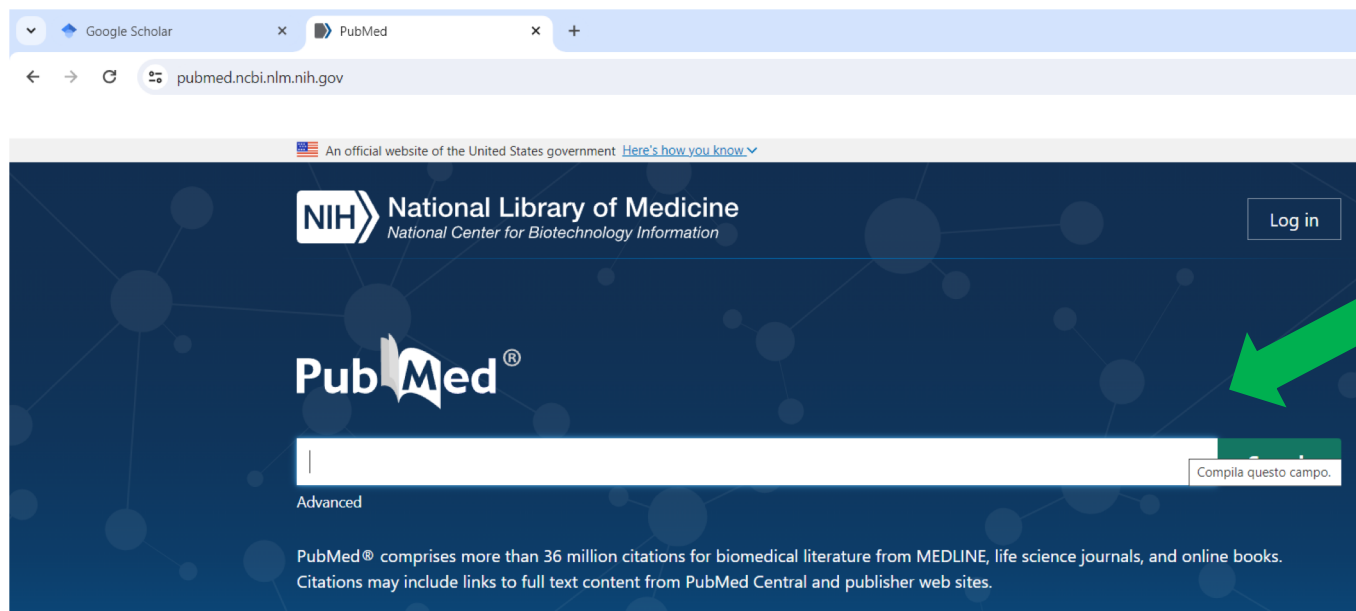 Google Scholar
PubMed
pubmed.ncbi.nlm.nih.gov
An official website of the United States government Here's how you know
NIH National Library of Medicine
National Center for Biotechnology Information
Log in
PubMed®
Compila questo campo.
Advanced
PubMed® comprises more than 36 million citations for biomedical literature from MEDLINE, life science journals, and online books.
Citations may include links to full text content from PubMed Central and publisher web sites.